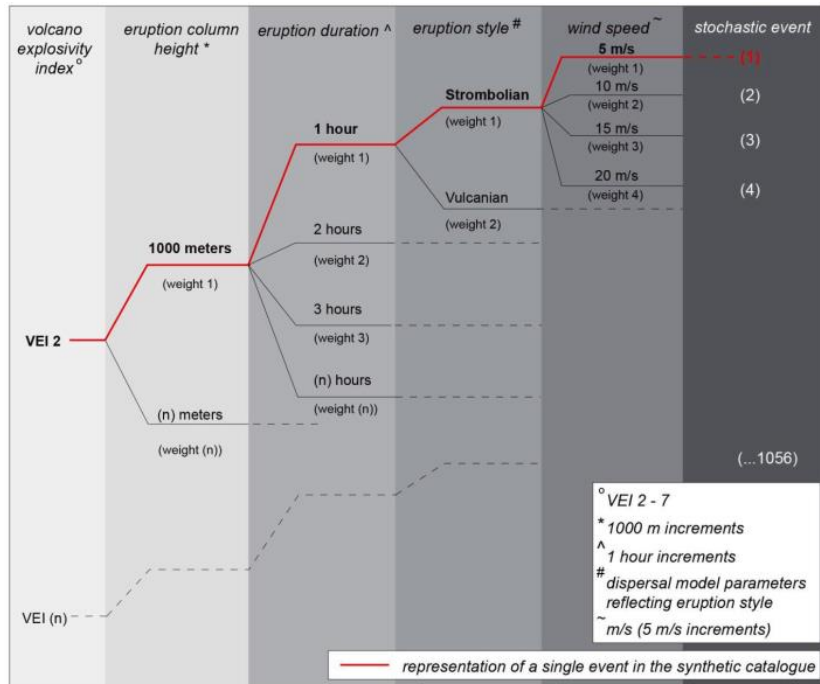 volcano
explosivity
index°
eruption column
height *
eruption duration ^
eruption style #
wind speed ~
stochastic event
5 m/s
(weight 1)
(1)
10 m/s
(weight 2)
(2)
15 m/s
(weight 3)
(3)
20 m/s
(weight 4)
(4)
Strombolian
(weight 1)
Vulcanian
(weight 2)
1 hour
(weight 1)
2 hours
(weight 2)
3 hours
(weight 3)
(n) hours
(weight (n))
1000 meters
(weight 1)
(n) meters
(weight (n))
VEI 2
VEI (n)
(...1056)
° VEI 2 - 7
* 1000 m increments
^ 1 hour increments
# dispersal model parameters
reflecting eruption style
~ m/s (5 m/s increments)
representation of a single event in the synthetic catalogue